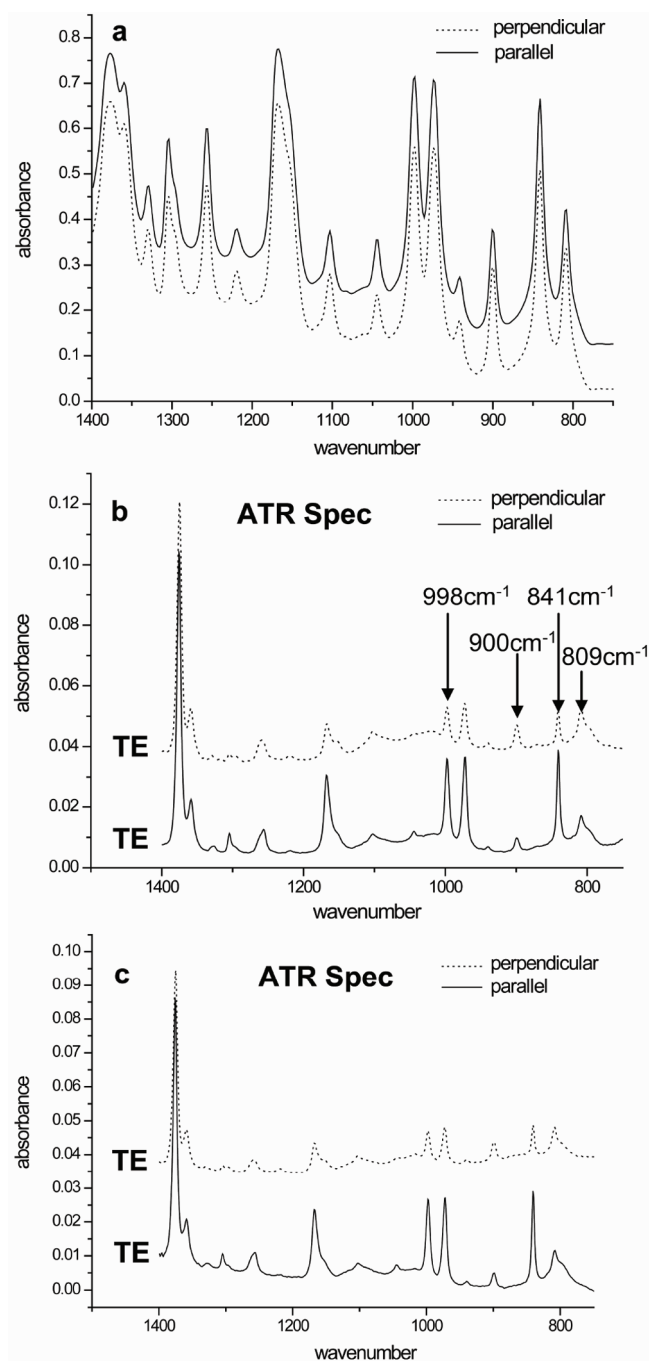 a
perpendicular
parallel
0.8
0.7
0.6
0.5
0.4
0.3
0.2
0.1
0.0
absorbance
1400 1300 1200 1100 1000 900 800
wavenumber
b
ATR Spec
perpendicular
parallel
0.12
0.10
0.08
0.06
0.04
0.02
0.00
absorbance
998cm-1
841cm-1
900cm-1
809cm-1
TE
TE
1400 1200 1000 800
wavenumber
c
ATR Spec
perpendicular
parallel
0.10
0.09
0.08
0.07
0.06
0.05
0.04
0.03
0.02
0.01
0.00
absorbance
TE
TE
1400 1200 1000 800
wavenumber